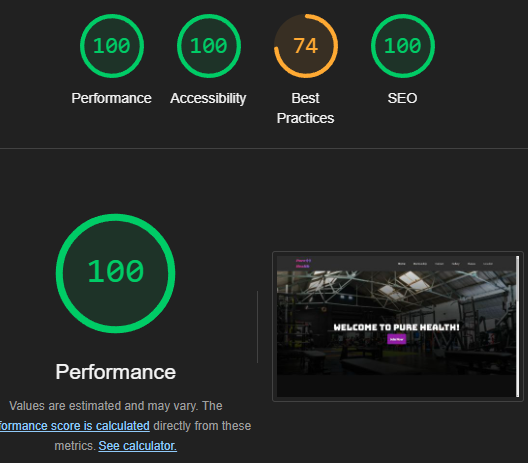 100
100
74
100
Performance
Accessibility
Best
Practices
SEO
100
Performance
Values are estimated and may vary. The
formance score is calculated directly from these
metrics. See calculator.
WELCOME TO PURE HEALTH!